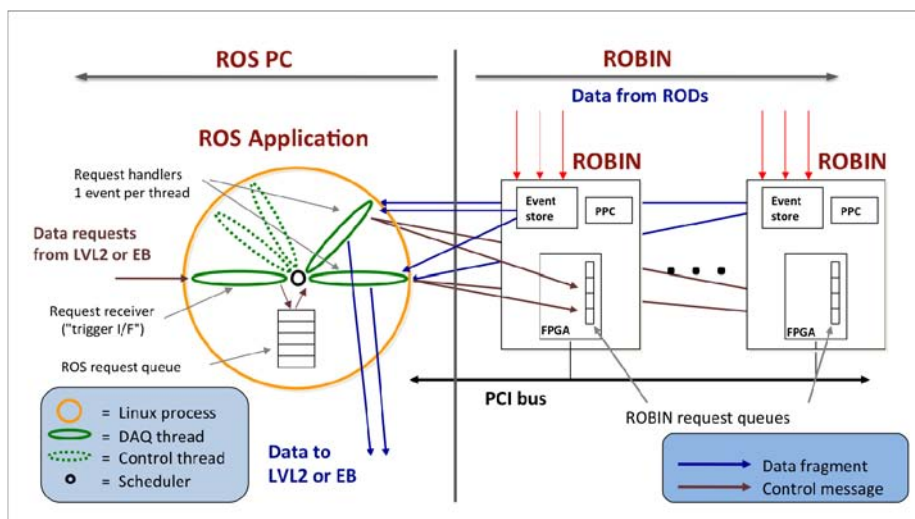 ROS PC
ROBIN
Data from RODs
ROS Application
ROBIN
ROBIN
Request handlers
1 event per thread
Event
store
PPC
Event
store
PPC
Data requests
from LVL2 or EB
Request receiver
("trigger I/F")
FPGA
FPGA
ROS request queue
PCI bus
ROBIN request queues
= Linux process
= DAQ thread
= Control thread
= Scheduler
Data to
LVL2 or EB
Data fragment
Control message